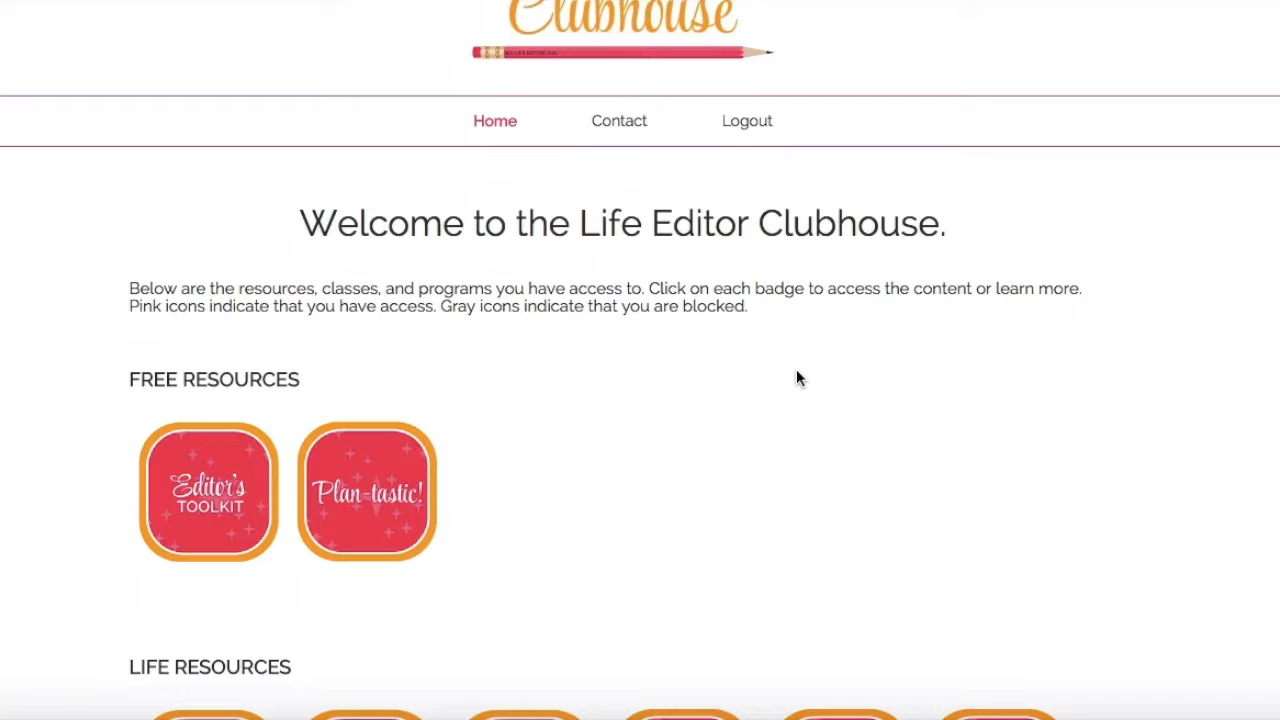 Clubhouse
Home
Contact
Logout
Welcome to the Life Editor Clubhouse.
Below are the resources, classes, and programs you have access to. Click on each badge to access the content or learn more.
Pink icons indicate that you have access. Gray icons indicate that you are blocked.
FREE RESOURCES
Editor's
TOOLKIT
Plan-tastic!
LIFE RESOURCES